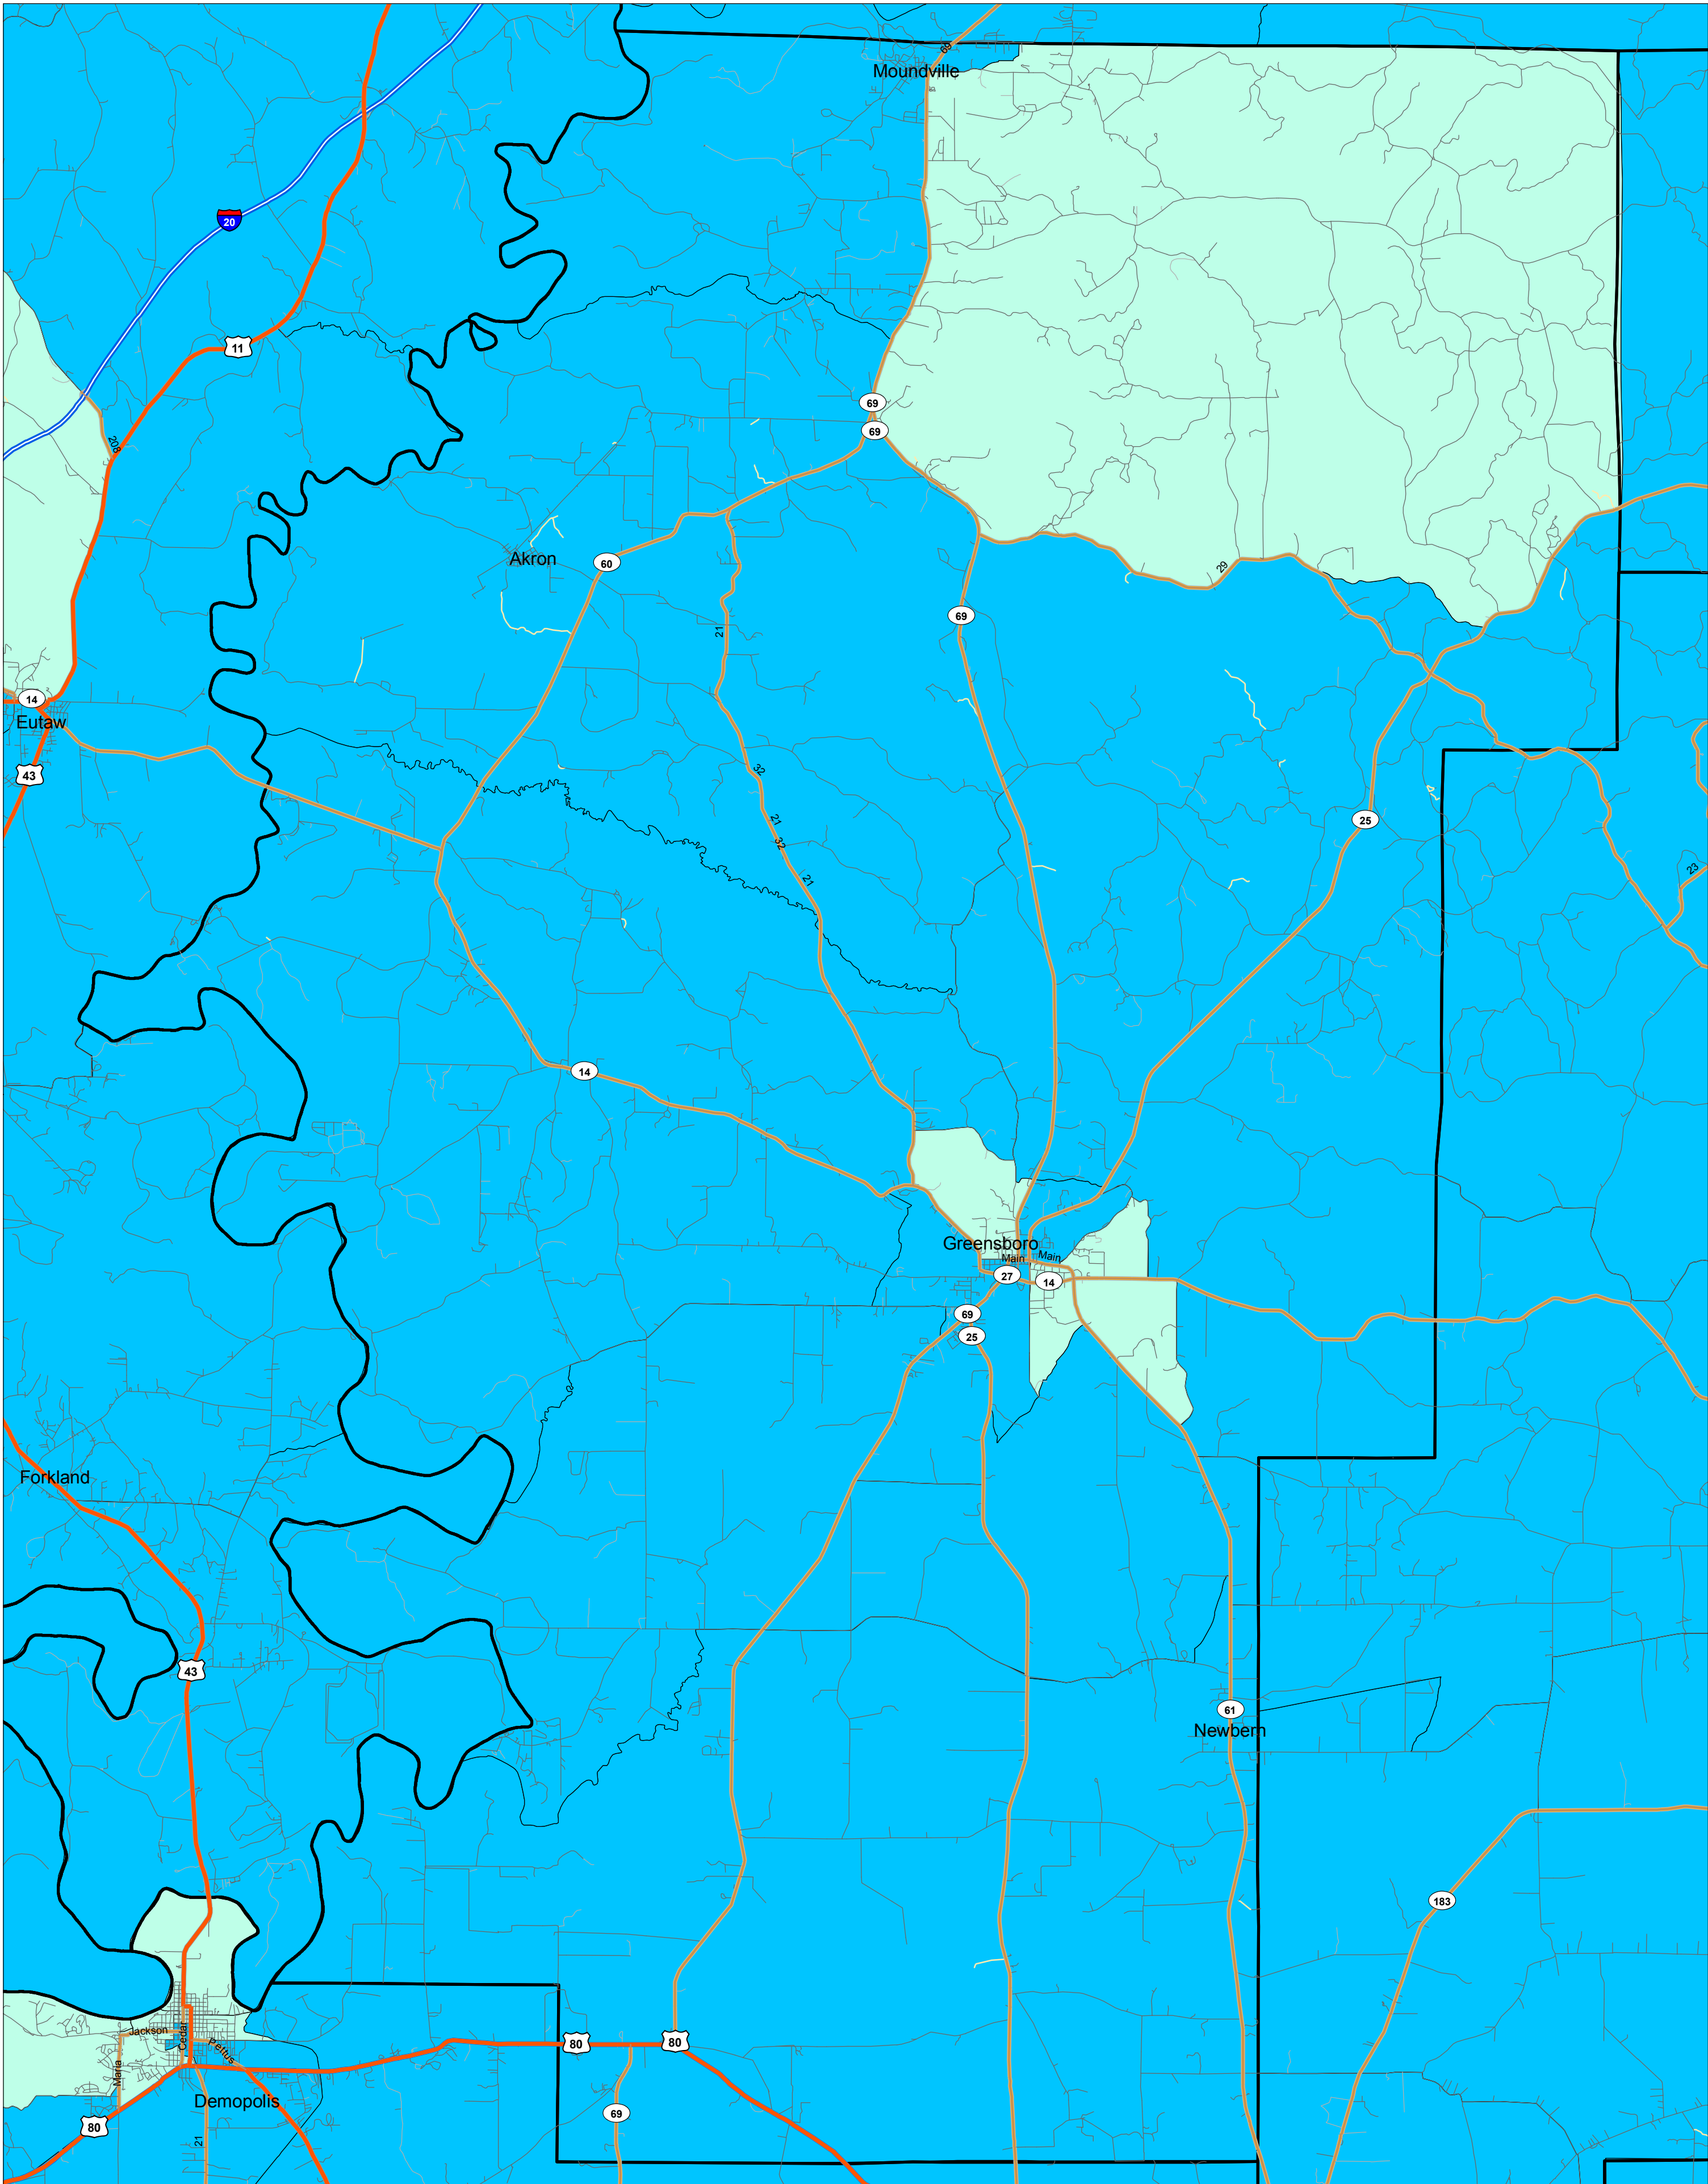 69
Moundville
20
11
69
69
208
Akron
60
29
69
21
14
Eutaw
43
32
25
21
32
21
23
14
Greensboro
Main
Main
27
14
69
25
Forkland
43
61
Newbern
183
Jackson
Cedar
Pettus
80
80
Maria
Demopolis
69
80
21